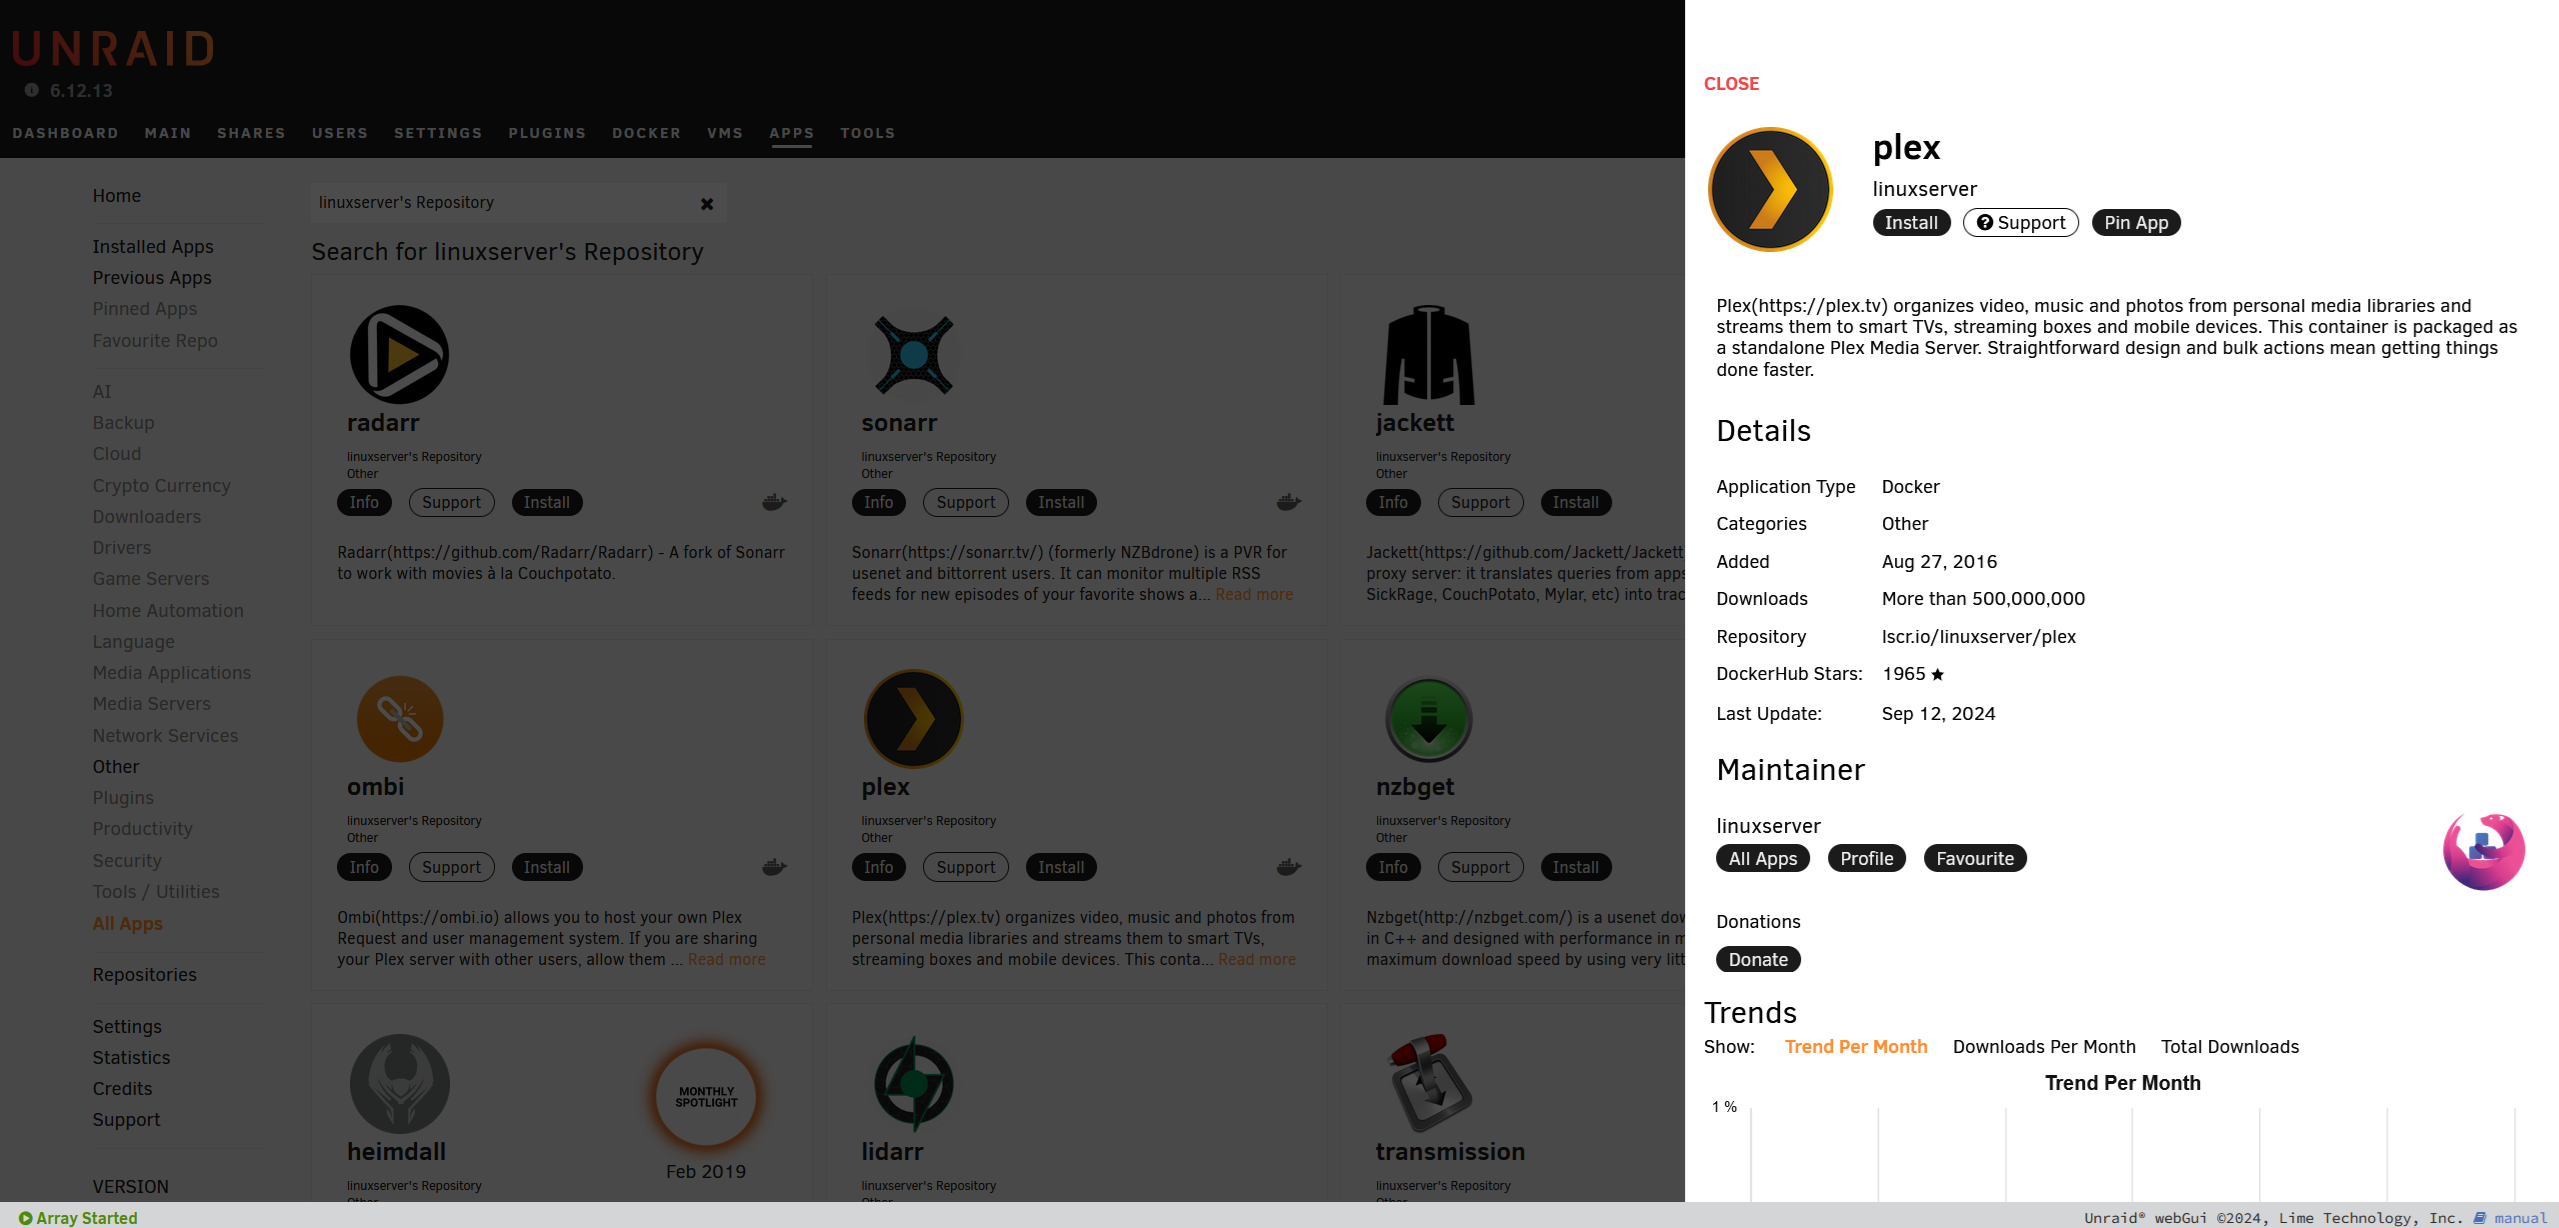 UNRAID
6.12.13
DASHBOARD MAIN SHARES USERS SETTINGS PLUGINS DOCKER VMS APPS TOOLS
Home
Installed Apps
Previous Apps
Pinned Apps
Favourite Repo
AI
Backup
Cloud
Crypto Currency
Downloaders
Drivers
Game Servers
Home Automation
Language
Media Applications
Media Servers
Network Services
Other
Plugins
Productivity
Security
Tools / Utilities
All Apps
Repositories
Settings
Statistics
Credits
Support
VERSION
linuxserver's Repository
Search for linuxserver's Repository
radarr
linuxserver's Repository
Other
Info Support Install
Radarr(https://github.com/Radarr/Radarr) - A fork of Sonarr
to work with movies à la Couchpotato.
sonarr
linuxserver's Repository
Other
Info Support Install
Sonarr(https://sonarr.tv/) (formerly NZBdrone) is a PVR for
usenet and bittorrent users. It can monitor multiple RSS
feeds for new episodes of your favorite shows a... Read more
jackett
linuxserver's Repository
Other
Info Support Install
Jackett(https://github.com/Jackett/Jackett
proxy server: it translates queries from apps
SickRage, CouchPotato, Mylar, etc) into
ombi
linuxserver's Repository
Other
Info Support Install
Ombi(https://ombi.io) allows you to host your own Plex
Request and user management system. If you are sharing
your Plex server with other users, allow them ... Read more
plex
linuxserver's Repository
Other
Info Support Install
Plex(https://plex.tv) organizes video, music and photos from
personal media libraries and streams them to smart TVs,
streaming boxes and mobile devices. This conta... Read more
nzbget
linuxserver's Repository
Other
Info Support Install
Nzbget(http://nzbget.com/) is a usenet
in C++ and designed with performance in
maximum download speed by using very
heimdall
linuxserver's Repository
MONTHLY
SPOTLIGHT
Feb 2019
lidarr
linuxserver's Repository
transmission
linuxserver's Repository
CLOSE
plex
linuxserver
Install Support Pin App
Plex(https://plex.tv) organizes video, music and photos from personal media libraries and
streams them to smart TVs, streaming boxes and mobile devices. This container is packaged as
a standalone Plex Media Server. Straightforward design and bulk actions mean getting things
done faster.
Details
Application Type Docker
Categories Other
Added Aug 27, 2016
Downloads More than 500,000,000
Repository lscr.io/linuxserver/plex
DockerHub Stars: 1965 ★
Last Update: Sep 12, 2024
Maintainer
linuxserver
All Apps Profile Favourite
Donations
Donate
Trends
Show: Trend Per Month Downloads Per Month Total Downloads
Trend Per Month
1 %
Array Started
Unraid® webGui ©2024, Lime Technology, Inc. manual